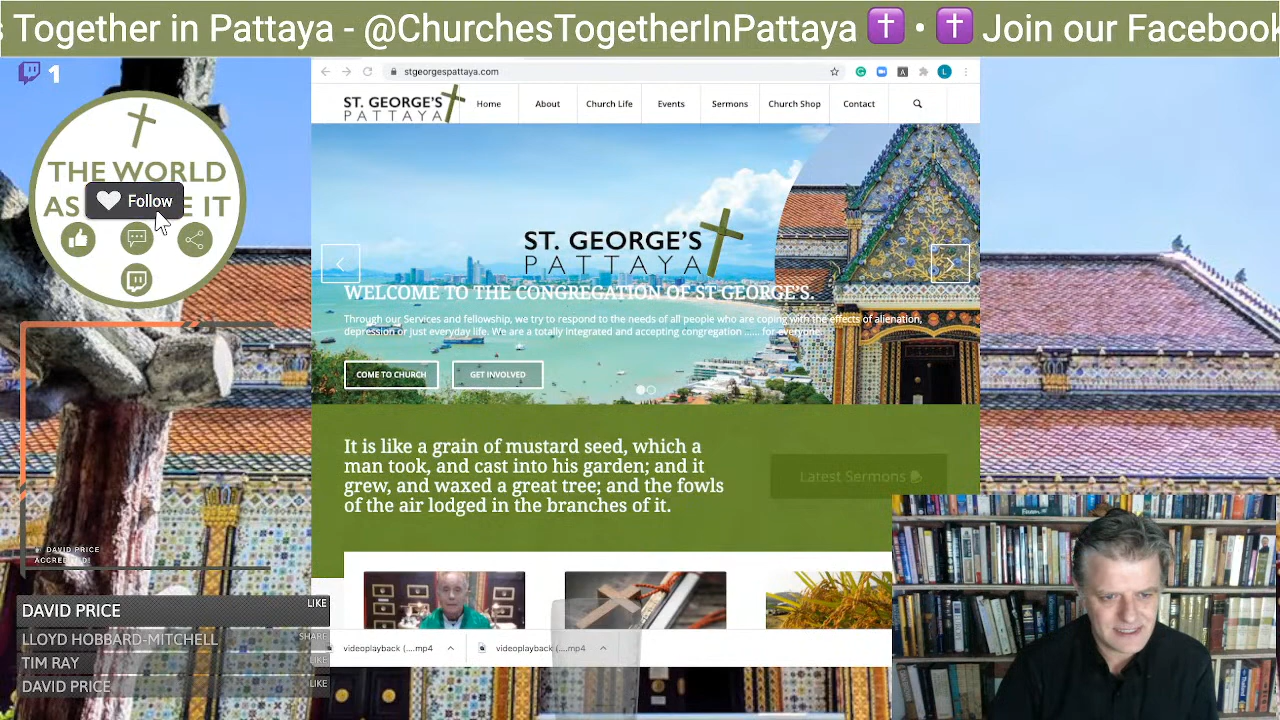 Together in Pattaya - @ChurchesTogetherInPattaya ✝️ • ✝️ Join our Facebook
1
THE WORLD
AS
E IT
Follow
stgeorgespattaya.com
A
L
ST. GEORGE'S
PATTAYA
Home
About
Church Life
Events
Sermons
Church Shop
Contact
ST. GEORGE'S
PATTAYA
WELCOME TO THE CONGREGATION OF ST GEORGE'S.
Through our Services and fellowship, we try to respond to the needs of all people who are coping with the effects of alienation,
depression or just everyday life. We are a totally integrated and accepting congregation ...... for everyone.
COME TO CHURCH
GET INVOLVED
It is like a grain of mustard seed, which a
man took, and cast into his garden; and it
grew, and waxed a great tree; and the fowls
of the air lodged in the branches of it.
Latest Sermons
DAVID PRICE
DAVID PRICE LIKE
LLOYD HOBBARD-MITCHELL SHARE
TIM RAY LIKE
DAVID PRICE LIKE
videoplayback (....mp4
videoplayback (....mp4